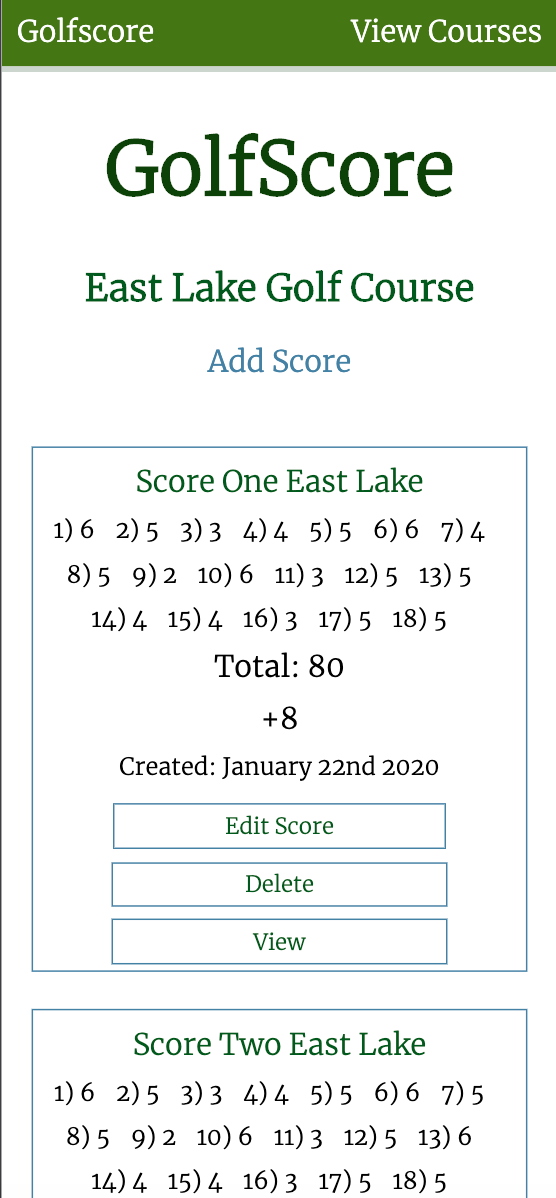 Golfscore View Courses
GolfScore
East Lake Golf Course
Add Score
Score One East Lake
1) 6 2) 5 3) 3 4) 4 5) 5 6) 6 7) 4
8) 5 9) 2 10) 6 11) 3 12) 5 13) 5
14) 4 15) 4 16) 3 17) 5 18) 5
Total: 80
+8
Created: January 22nd 2020
Edit Score
Delete
View
Score Two East Lake
1) 6 2) 5 3) 3 4) 4 5) 5 6) 6 7) 5
8) 5 9) 2 10) 6 11) 3 12) 5 13) 6
14) 4 15) 4 16) 3 17) 5 18) 5